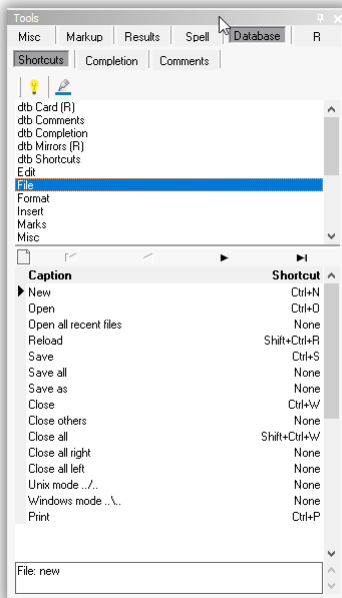 Tools
Misc Markup Results Spell Database R
Shortcuts Completion Comments
dtb Card (R)
dtb Comments
dtb Completion
dtb Mirrors (R)
dtb Shortcuts
Edit
File
Format
Insert
Marks
Misc
Caption Shortcut
New Ctrl+N
Open Ctrl+O
Open all recent files None
Reload Shift+Ctrl+R
Save Ctrl+S
Save all None
Save as None
Close Ctrl+W
Close others None
Close all Shift+Ctrl+W
Close all right None
Close all left None
Unix mode ../.. None
Windows mode ..\.. None
Print Ctrl+P
File: new